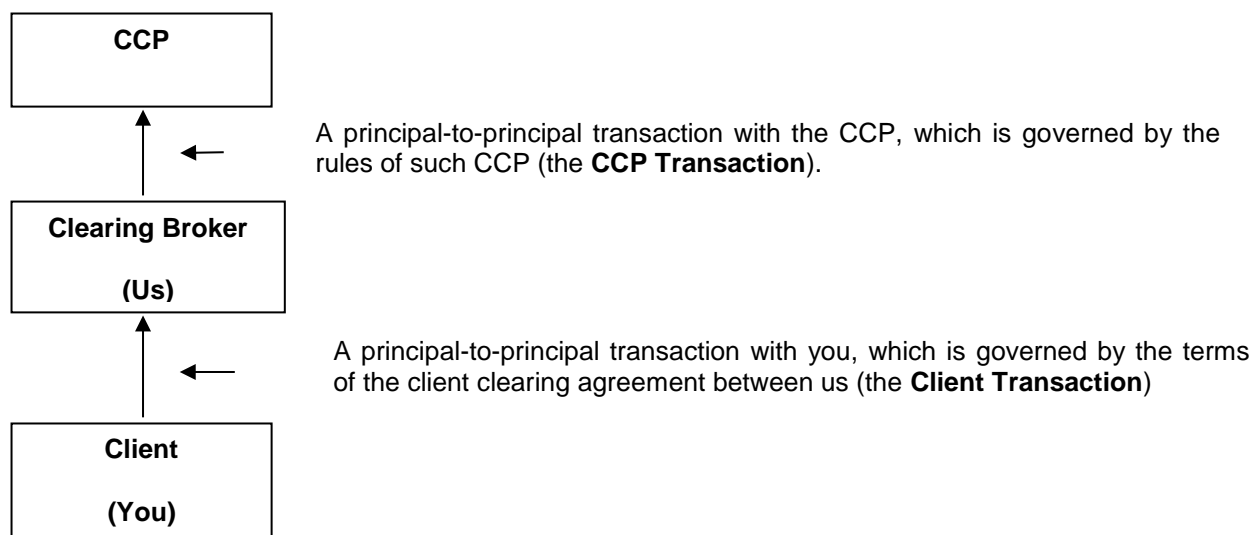 CCP
A principal-to-principal transaction with the CCP, which is governed by the
rules of such CCP (the CCP Transaction).
Clearing Broker
(Us)
A principal-to-principal transaction with you, which is governed by the terms
of the client clearing agreement between us (the Client Transaction)
Client
(You)